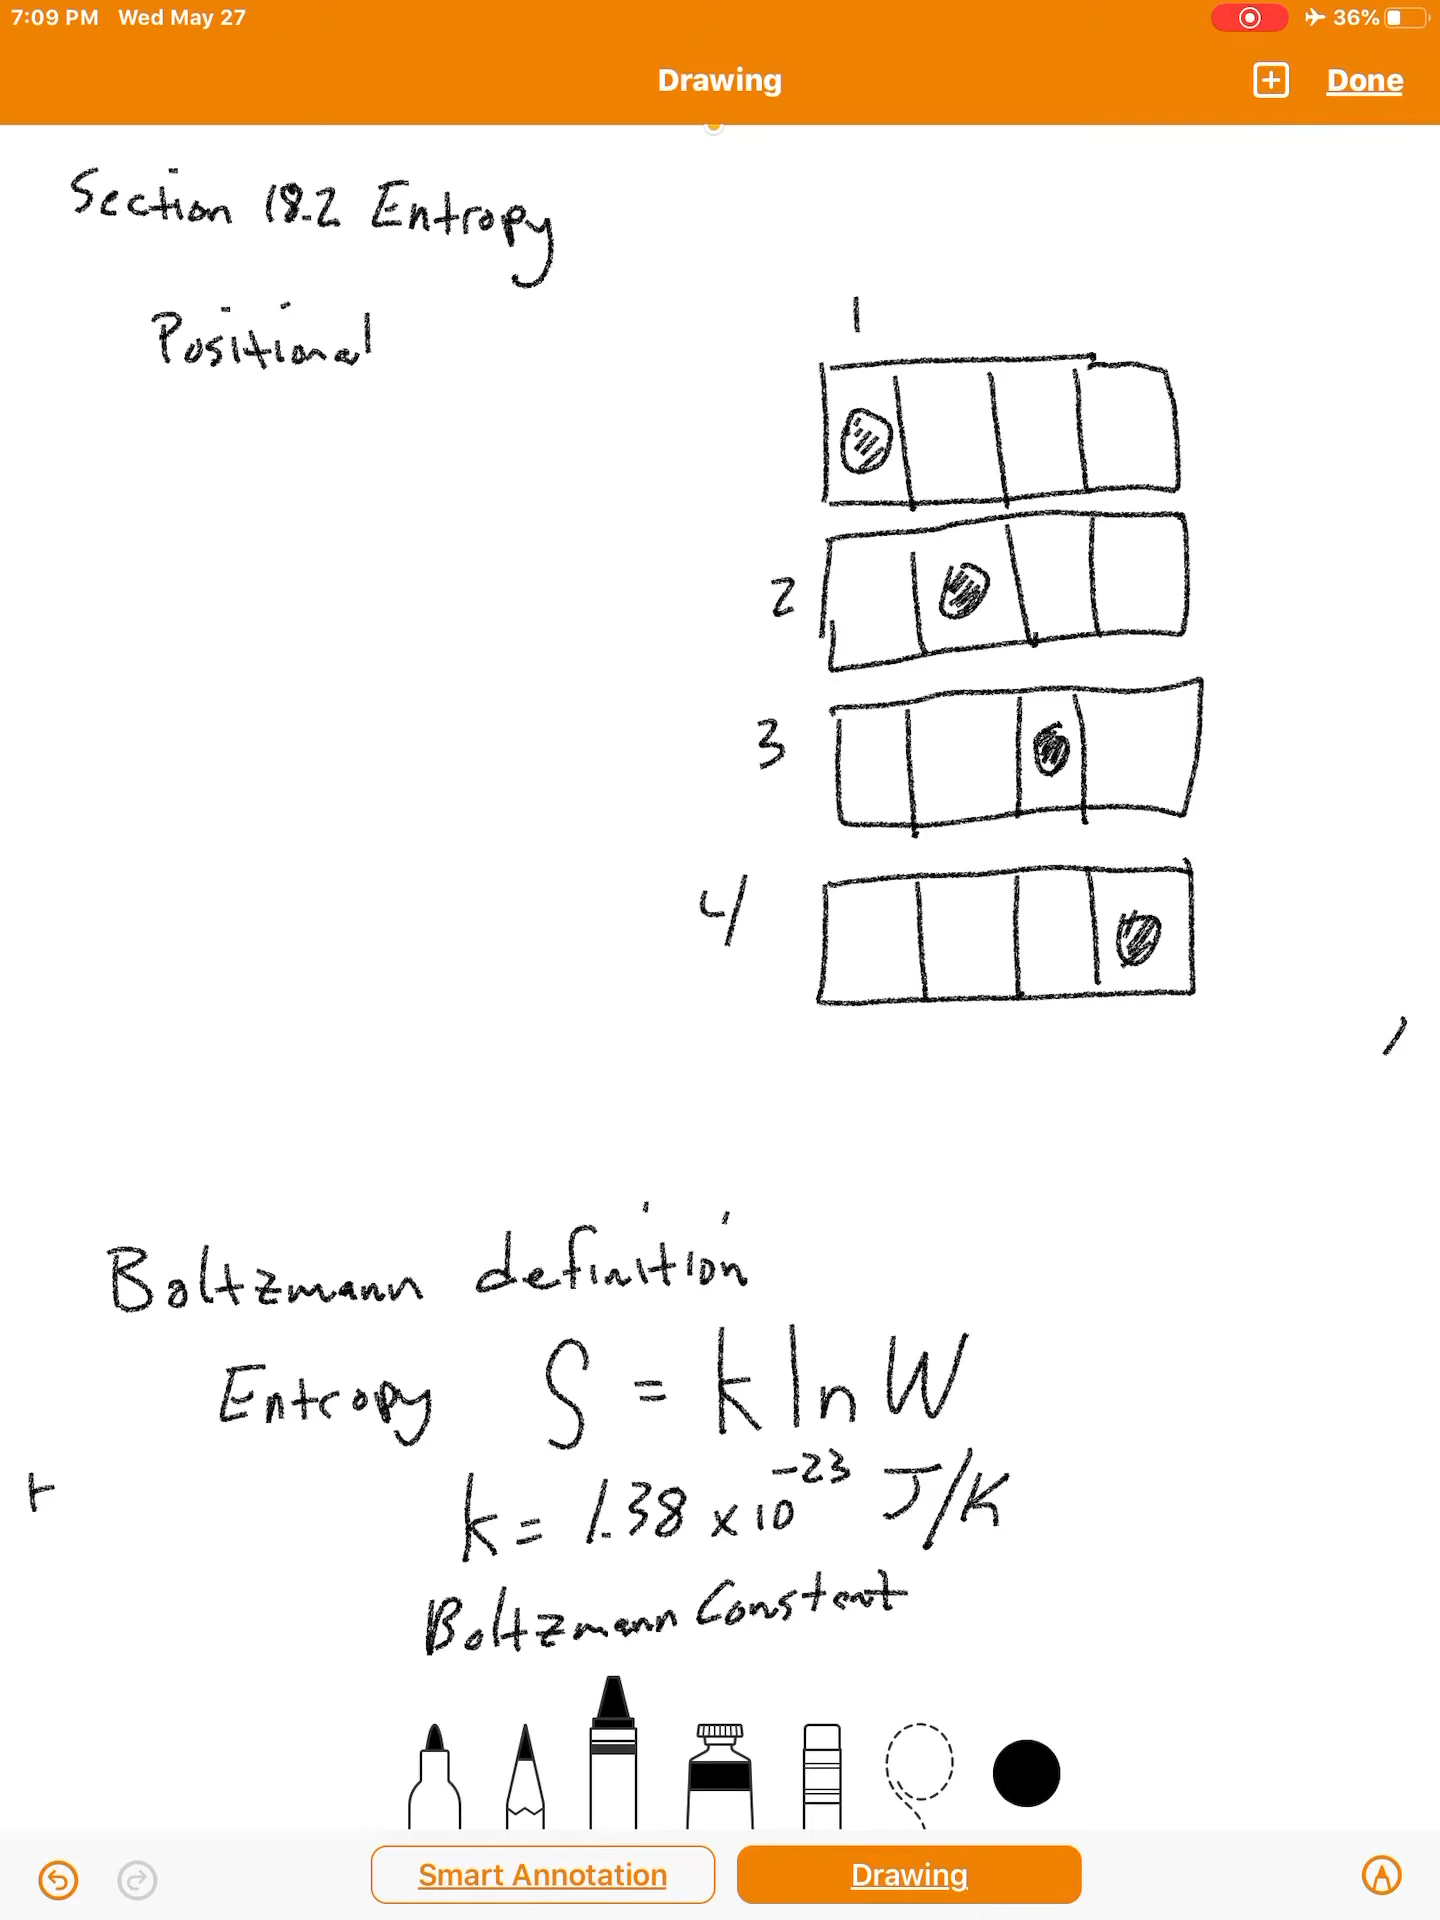 7:09 PM Wed May 27 36%
Drawing Done
Section 18.2 Entropy
Positional
1
2
3
4
Boltzmann definition
Entropy S = k ln W
k = 1.38 x 10⁻²³ J/K
Boltzmann Constant
Smart Annotation Drawing